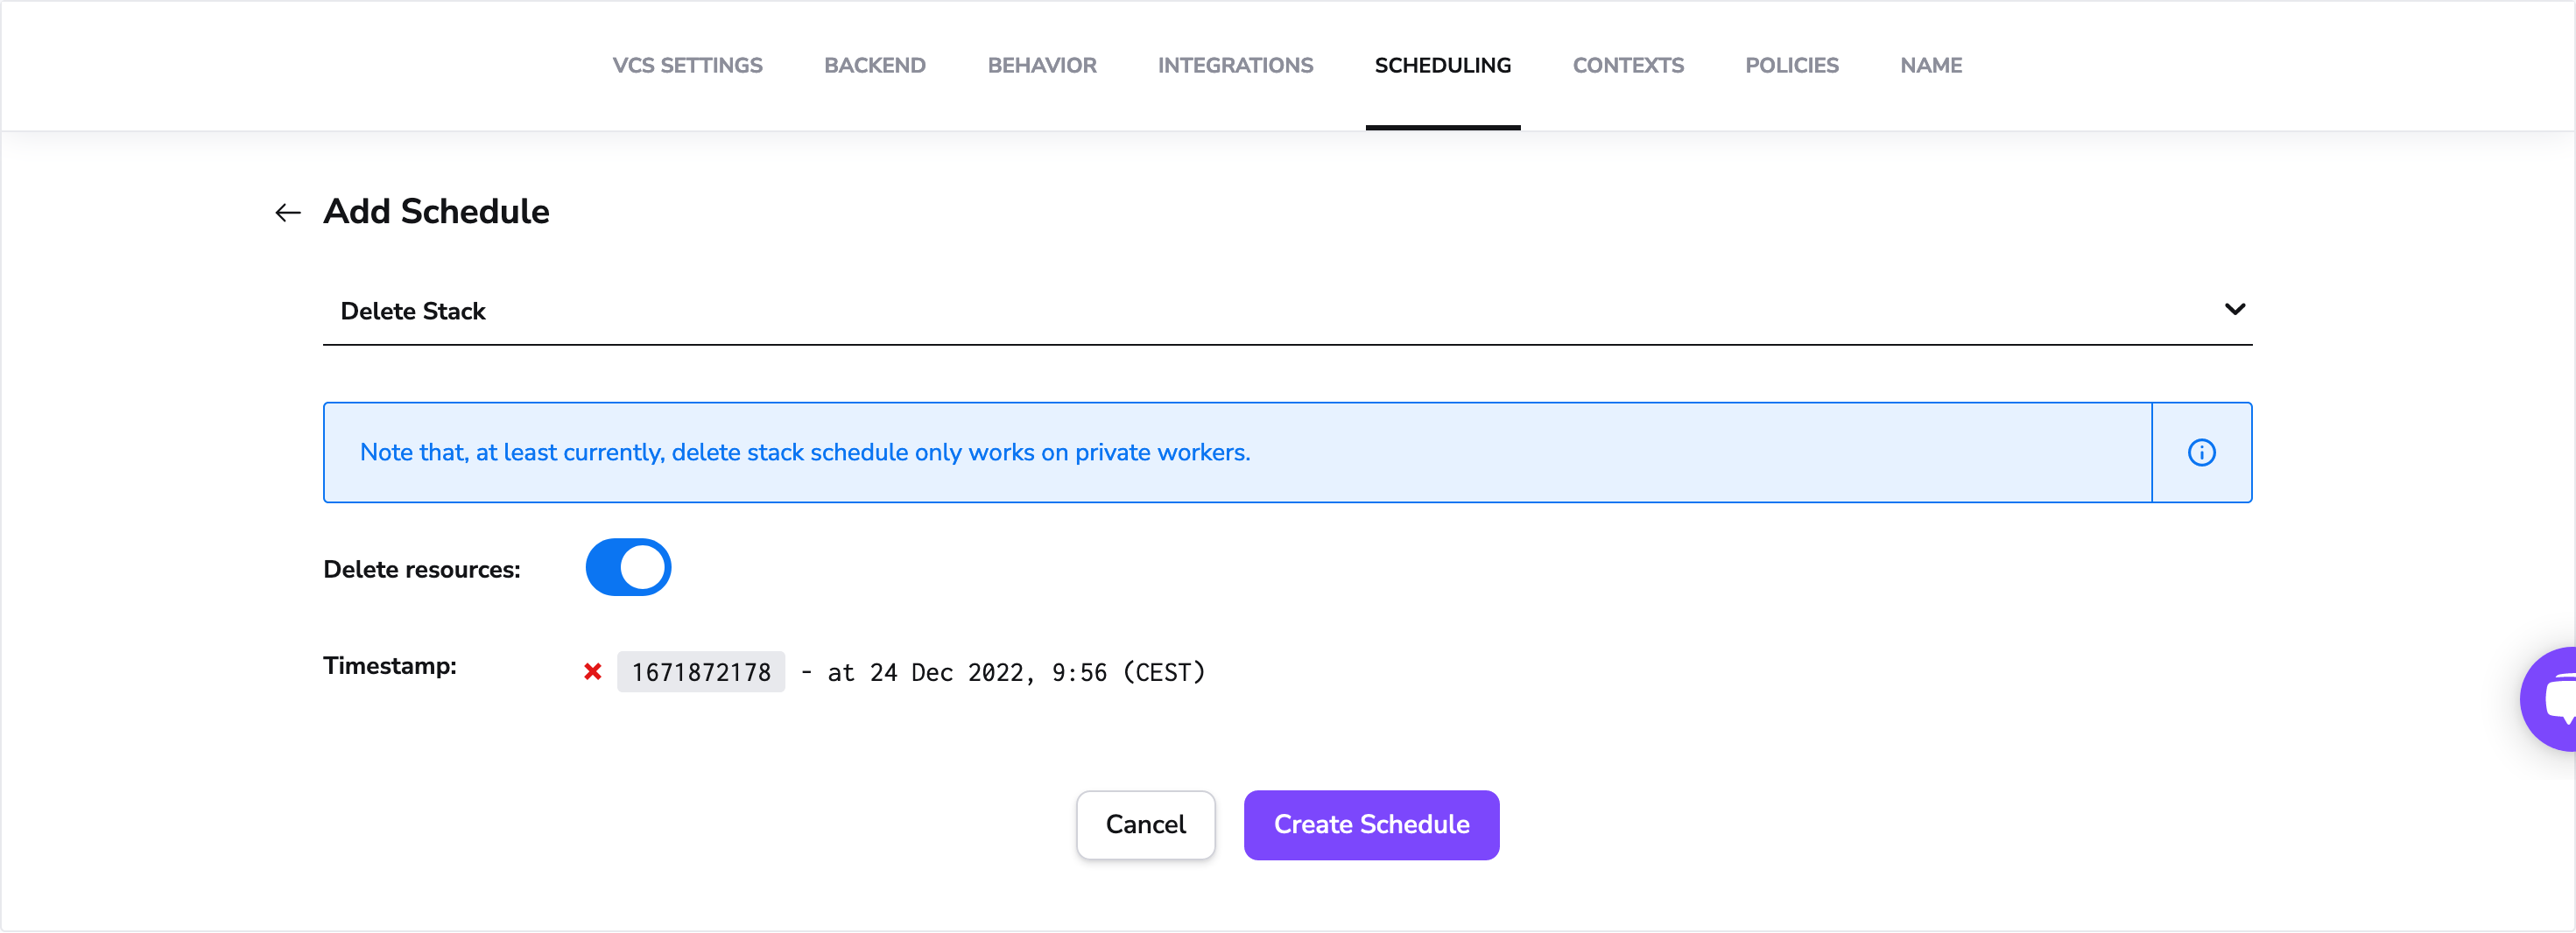 VCS SETTINGS BACKEND BEHAVIOR INTEGRATIONS SCHEDULING CONTEXTS POLICIES NAME
Add Schedule
Delete Stack
Note that, at least currently, delete stack schedule only works on private workers.
Delete resources:
Timestamp: 1671872178 - at 24 Dec 2022, 9:56 (CEST)
Cancel Create Schedule